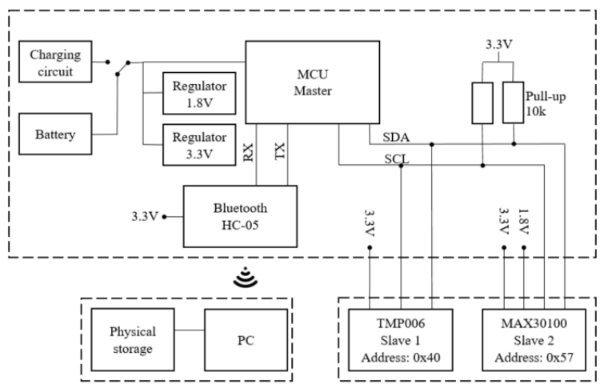 Charging
circuit
Battery
Regulator
1.8V
Regulator
3.3V
MCU
Master
3.3V
Pull-up
10k
SDA
SCL
RX
TX
Bluetooth
HC-05
3.3V
3.3V
3.3V
1.8V
Physical
storage
PC
TMP006
Slave 1
Address: 0x40
MAX30100
Slave 2
Address: 0x57